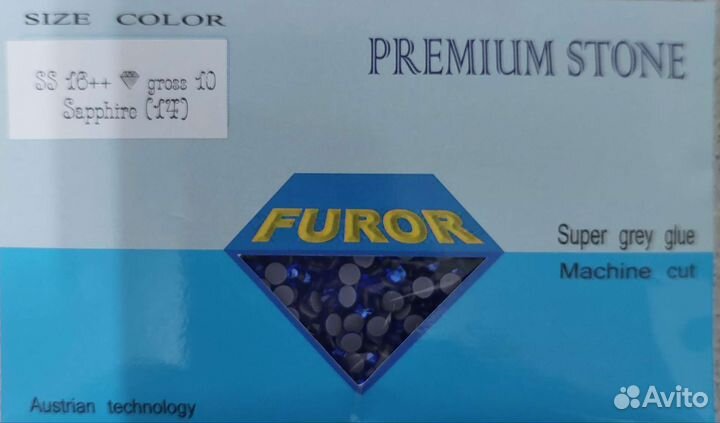 SIZE COLOR
SS 16++ gross 10
Sapphire (14)
PREMIUM STONE
FUROR
Super grey glue
Machine cut
Austrian technology
Avito